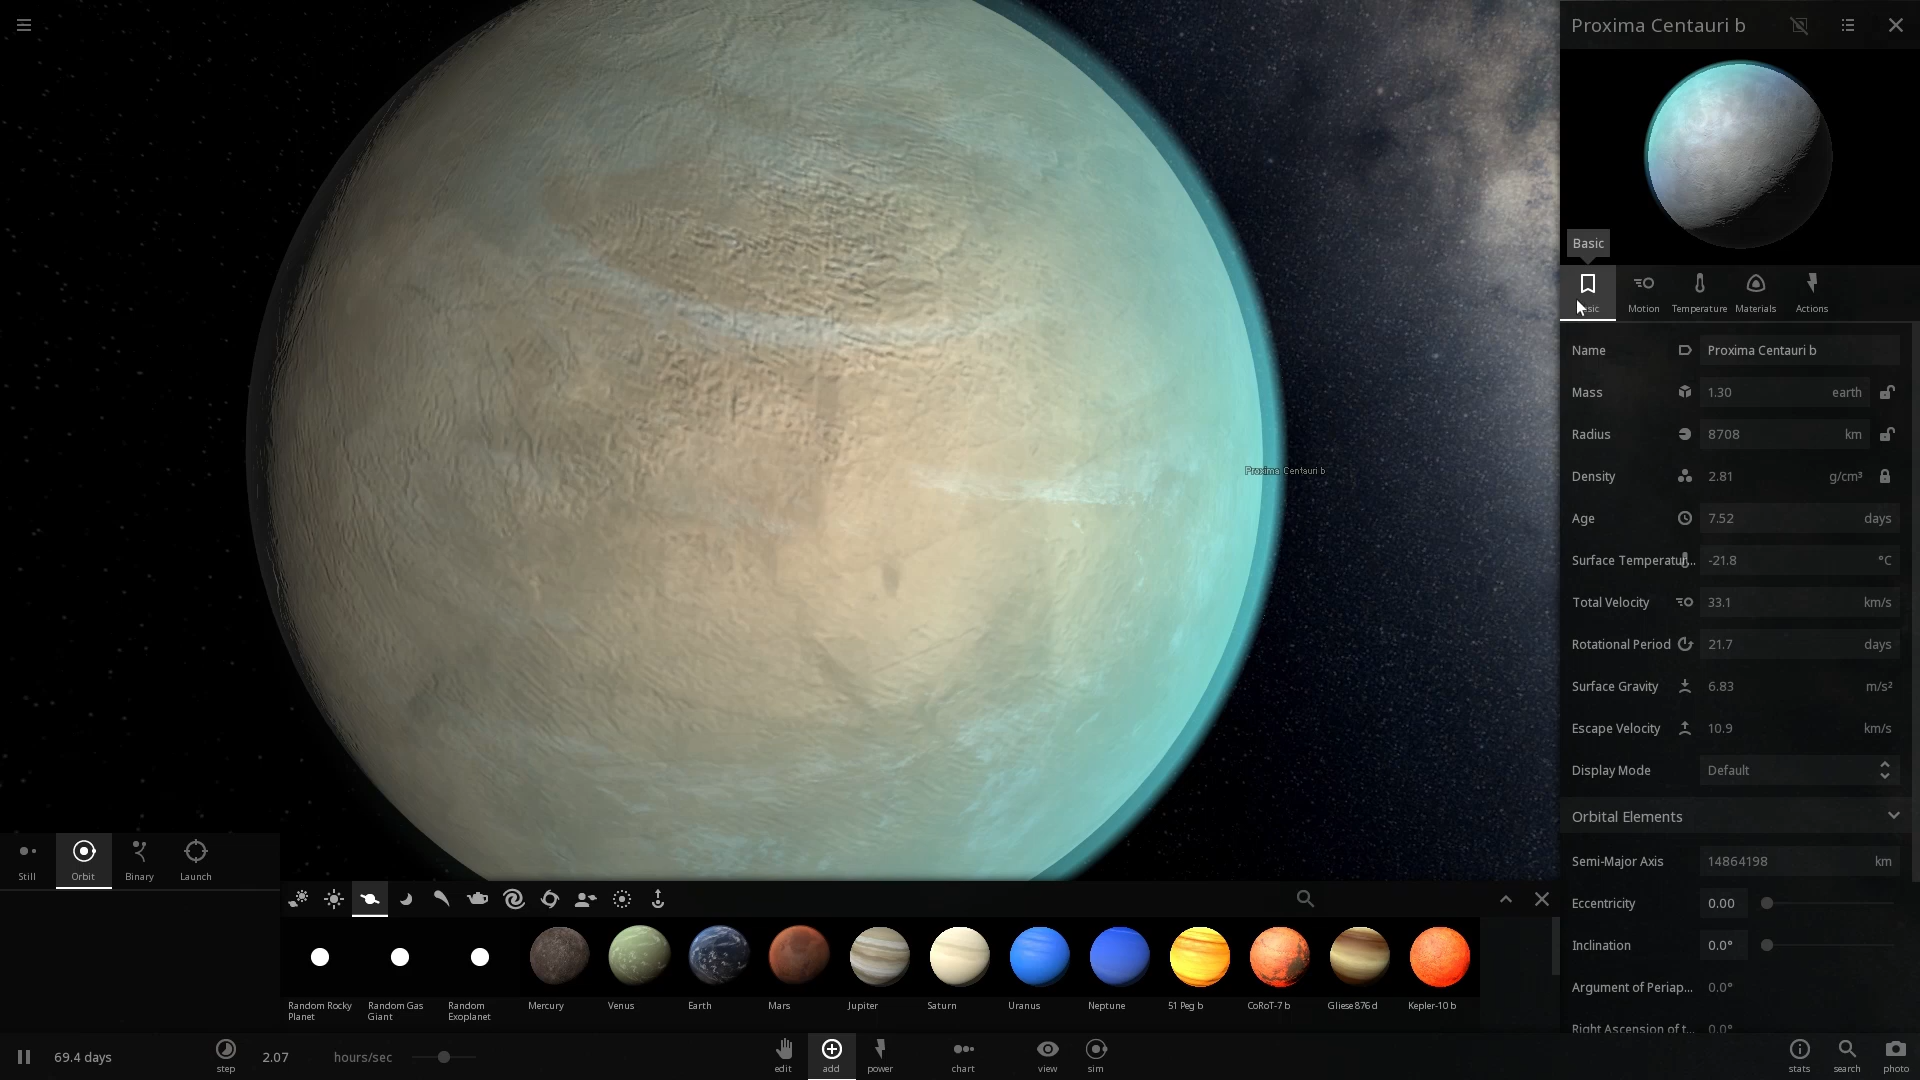 Proxima Centauri b
Basic
Motion
Temperature
Materials
Actions
Name
Proxima Centauri b
Mass
1.30 earth
Radius
8708 km
Density
2.81 g/cm³
Age
7.52 days
Surface Temperatur...
-21.8 °C
Total Velocity
33.1 km/s
Rotational Period
21.7 days
Surface Gravity
6.83 m/s²
Escape Velocity
10.9 km/s
Display Mode
Default
Orbital Elements
Semi-Major Axis
14864198 km
Eccentricity
0.00
Inclination
0.0°
Argument of Periap...
0.0°
Right Ascension of t...
0.0°
Proxima Centauri b
Still
Orbit
Binary
Launch
Random Rocky
Planet
Random Gas
Giant
Random
Exoplanet
Mercury
Venus
Earth
Mars
Jupiter
Saturn
Uranus
Neptune
51 Peg b
CoRoT-7 b
Gliese 876 d
Kepler-10 b
69.4 days
step
2.07 hours/sec
edit
add
power
chart
view
sim
stats
search
photo